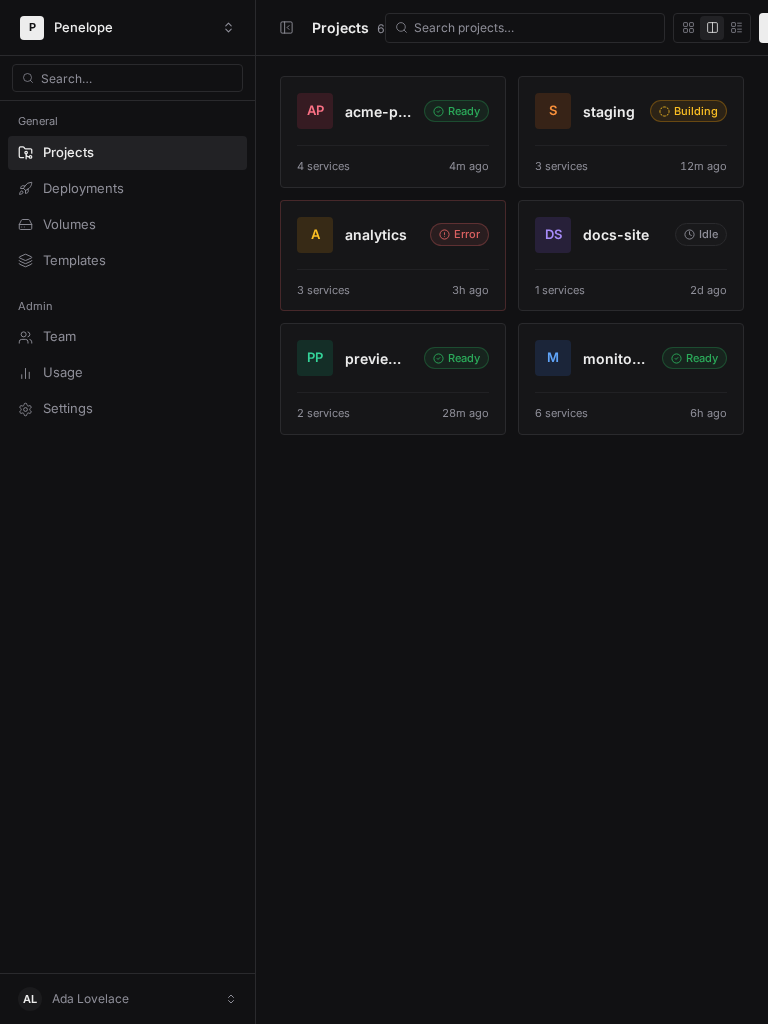 P Penelope
Search...
General
Projects
Deployments
Volumes
Templates
Admin
Team
Usage
Settings
AL Ada Lovelace
Projects 6
Search projects...
AP acme-p... Ready
4 services 4m ago
S staging Building
3 services 12m ago
A analytics Error
3 services 3h ago
DS docs-site Idle
1 services 2d ago
PP previe... Ready
2 services 28m ago
M monito... Ready
6 services 6h ago